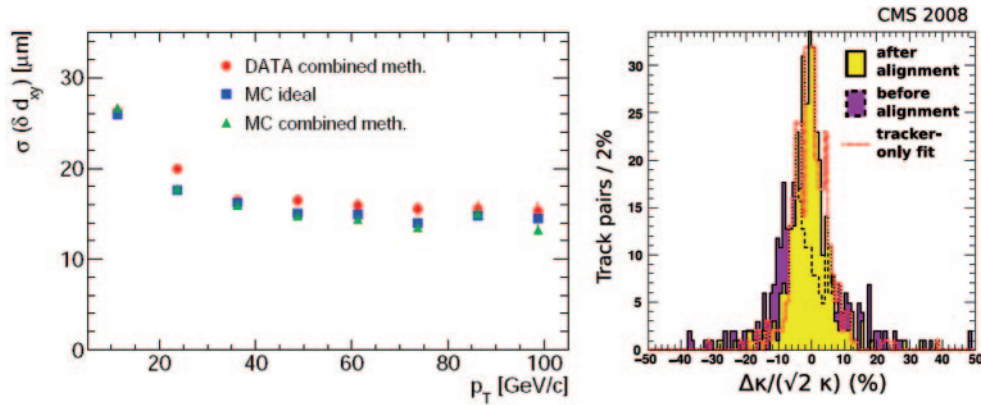 σ (δ d_xy) [μm]
30
20
10
0
DATA combined meth.
MC ideal
MC combined meth.
20
40
60
80
100
p_T [GeV/c]
CMS 2008
Track pairs / 2%
30
25
20
15
10
5
0
after
alignment
before
alignment
tracker-
only fit
-50
-40
-30
-20
-10
0
10
20
30
40
50
Δκ/(√2 κ) (%)